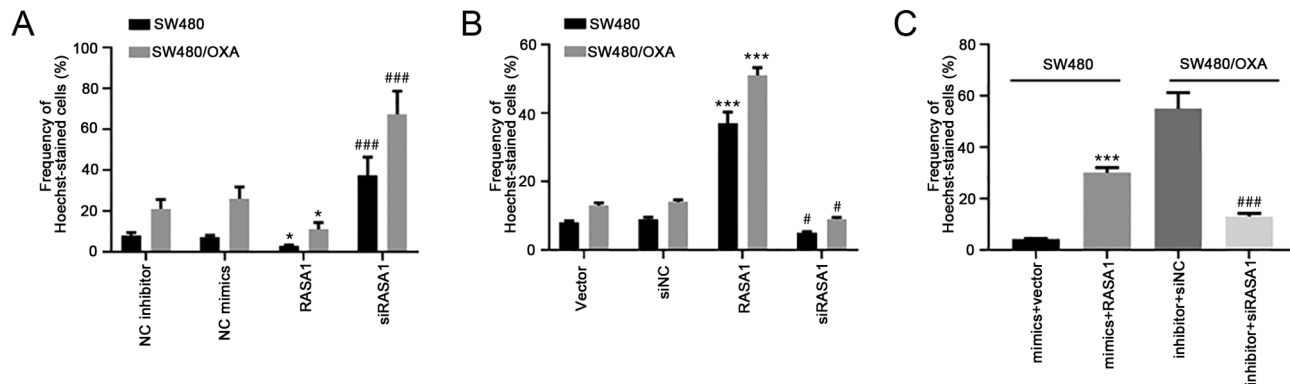 A
SW480
SW480/OXA
Frequency of
Hoechst-stained cells (%)
100
80
60
40
20
0
*
*
###
###
NC inhibitor
NC mimics
RASA1
siRASA1
B
SW480
SW480/OXA
Frequency of
Hoechst-stained cells (%)
60
40
20
0
***
***
#
#
Vector
siNC
RASA1
siRASA1
C
Frequency of
Hoechst-stained cells (%)
80
60
40
20
0
SW480
SW480/OXA
***
###
mimics+vector
mimics+RASA1
inhibitor+siNC
inhibitor+siRASA1